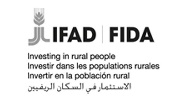 IFAD | FIDA
Investing in rural people
Investir dans les populations rurales
Invertir en la población rural
الاستثمار في السكان الريفيين